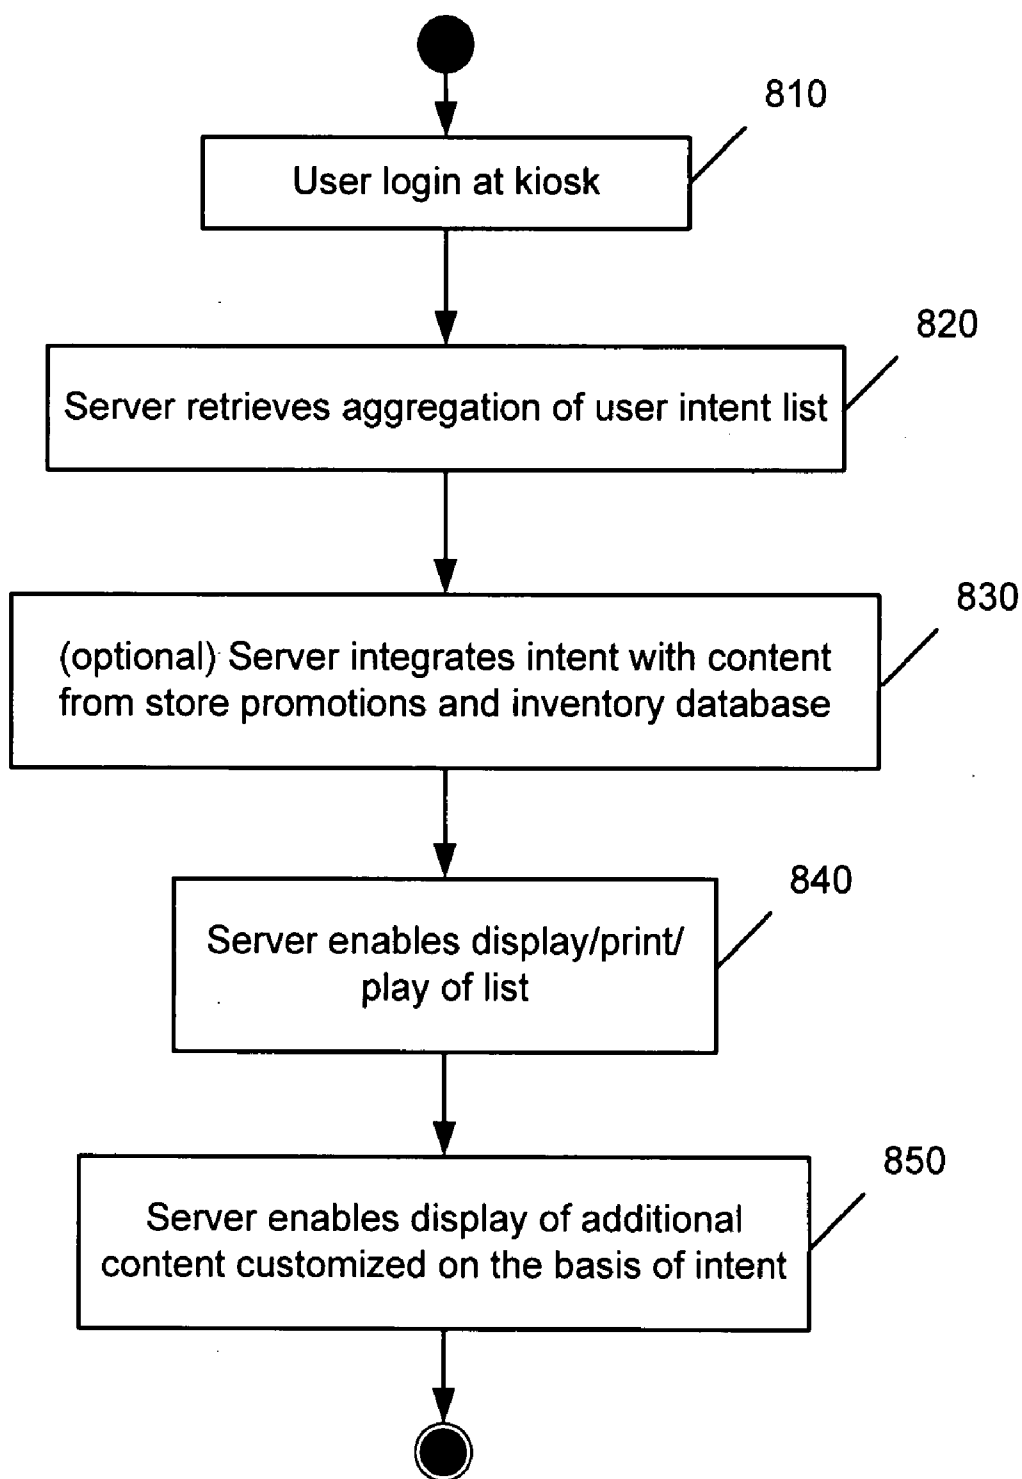 810
User login at kiosk
820
Server retrieves aggregation of user intent list
830
(optional) Server integrates intent with content
from store promotions and inventory database
840
Server enables display/print/
play of list
850
Server enables display of additional
content customized on the basis of intent